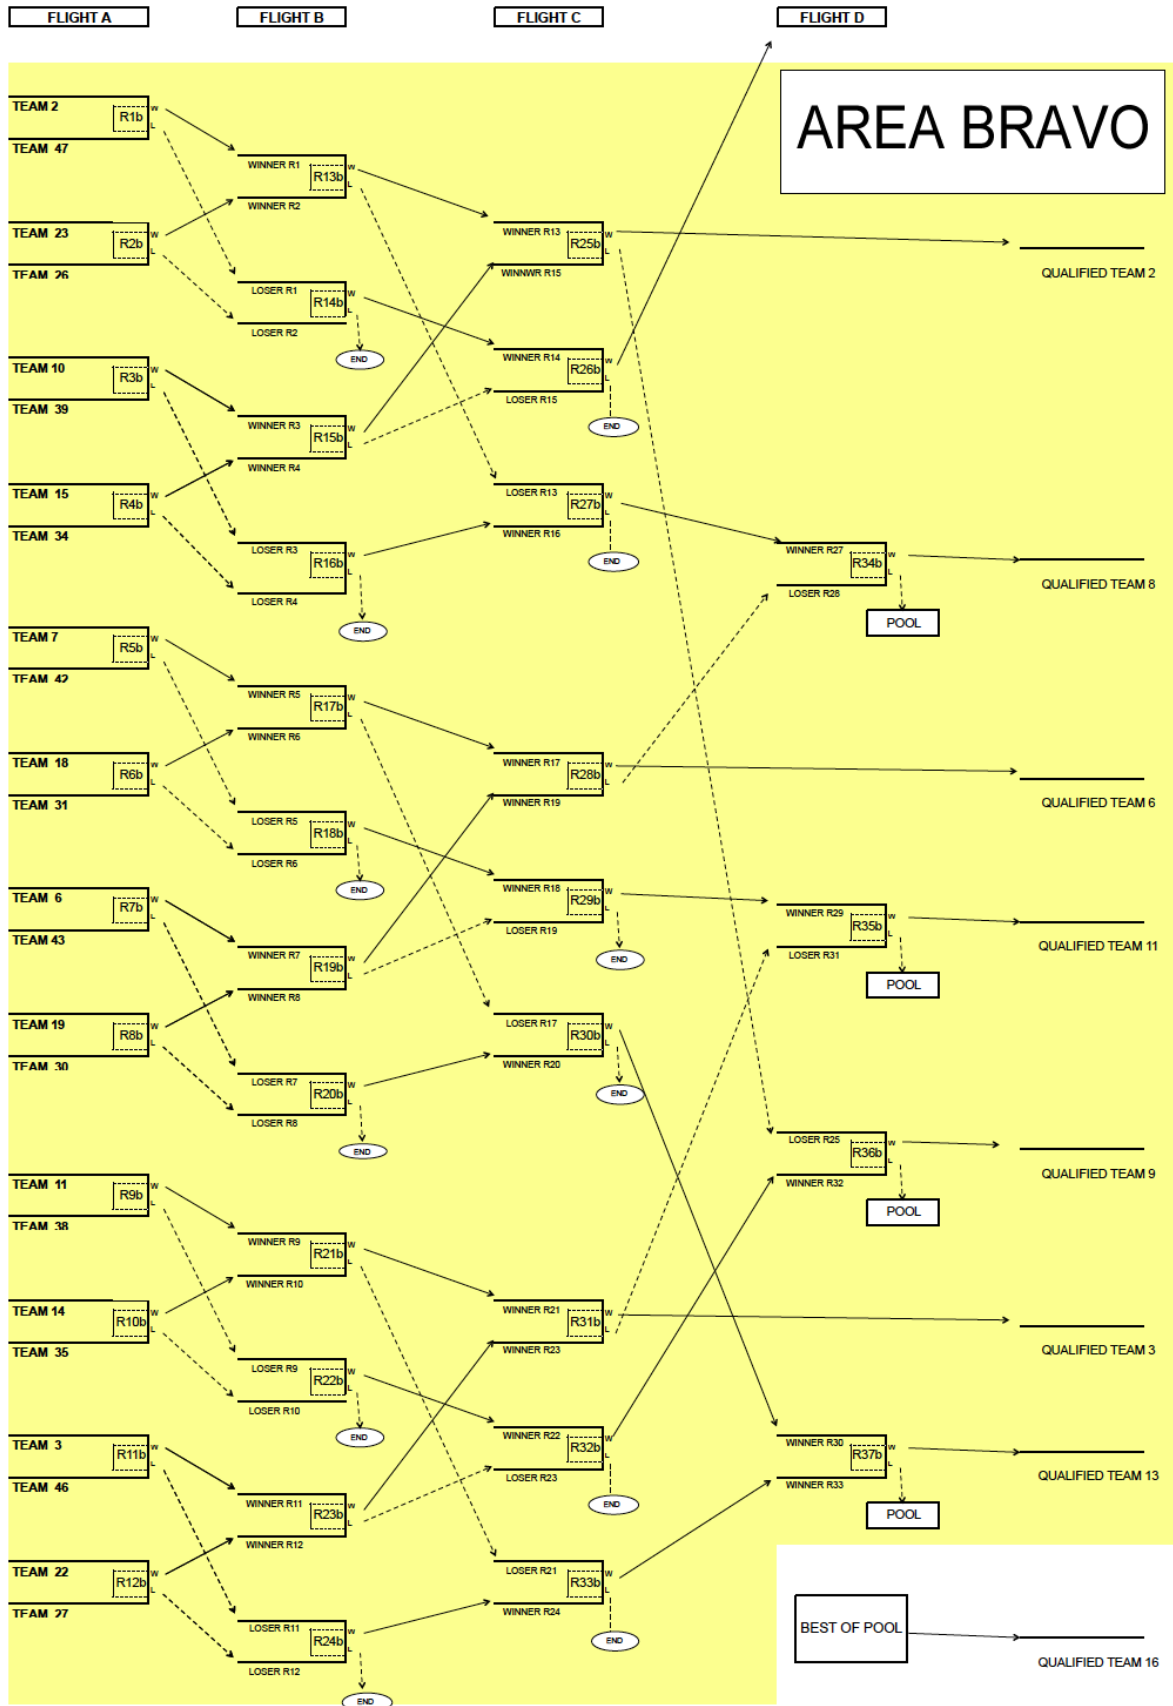 FLIGHT A
FLIGHT B
FLIGHT C
FLIGHT D
AREA BRAVO
TEAM 2
R1b
W
L
TEAM 47
TEAM 23
R2b
W
L
TEAM 26
TEAM 10
R3b
W
L
TEAM 39
TEAM 15
R4b
W
L
TEAM 34
TEAM 7
R5b
W
L
TEAM 42
TEAM 18
R6b
W
L
TEAM 31
TEAM 6
R7b
W
L
TEAM 43
TEAM 19
R8b
W
L
TEAM 30
TEAM 11
R9b
W
L
TEAM 38
TEAM 14
R10b
W
L
TEAM 35
TEAM 3
R11b
W
L
TEAM 46
TEAM 22
R12b
W
L
TEAM 27
WINNER R1
R13b
W
L
WINNER R2
LOSER R1
R14b
W
L
LOSER R2
END
WINNER R3
R15b
W
L
WINNER R4
LOSER R3
R16b
W
L
LOSER R4
END
WINNER R5
R17b
W
L
WINNER R6
LOSER R5
R18b
W
L
LOSER R6
END
WINNER R7
R19b
W
L
WINNER R8
LOSER R7
R20b
W
L
LOSER R8
END
WINNER R9
R21b
W
L
WINNER R10
LOSER R9
R22b
W
L
LOSER R10
END
WINNER R11
R23b
W
L
WINNER R12
LOSER R11
R24b
W
L
LOSER R12
END
WINNER R13
R25b
W
L
WINNWR R15
WINNER R14
R26b
W
L
LOSER R15
END
LOSER R13
R27b
W
L
WINNER R16
END
WINNER R17
R28b
W
L
WINNER R19
WINNER R18
R29b
W
L
LOSER R19
END
LOSER R17
R30b
W
L
WINNER R20
END
WINNER R21
R31b
W
L
WINNER R23
WINNER R22
R32b
W
L
LOSER R23
END
LOSER R21
R33b
W
L
WINNER R24
END
WINNER R27
R34b
W
L
LOSER R28
POOL
WINNER R29
R35b
W
L
LOSER R31
POOL
LOSER R25
R36b
W
L
WINNER R32
POOL
WINNER R30
R37b
W
L
WINNER R33
POOL
BEST OF POOL
QUALIFIED TEAM 2
QUALIFIED TEAM 8
QUALIFIED TEAM 6
QUALIFIED TEAM 11
QUALIFIED TEAM 9
QUALIFIED TEAM 3
QUALIFIED TEAM 13
QUALIFIED TEAM 16